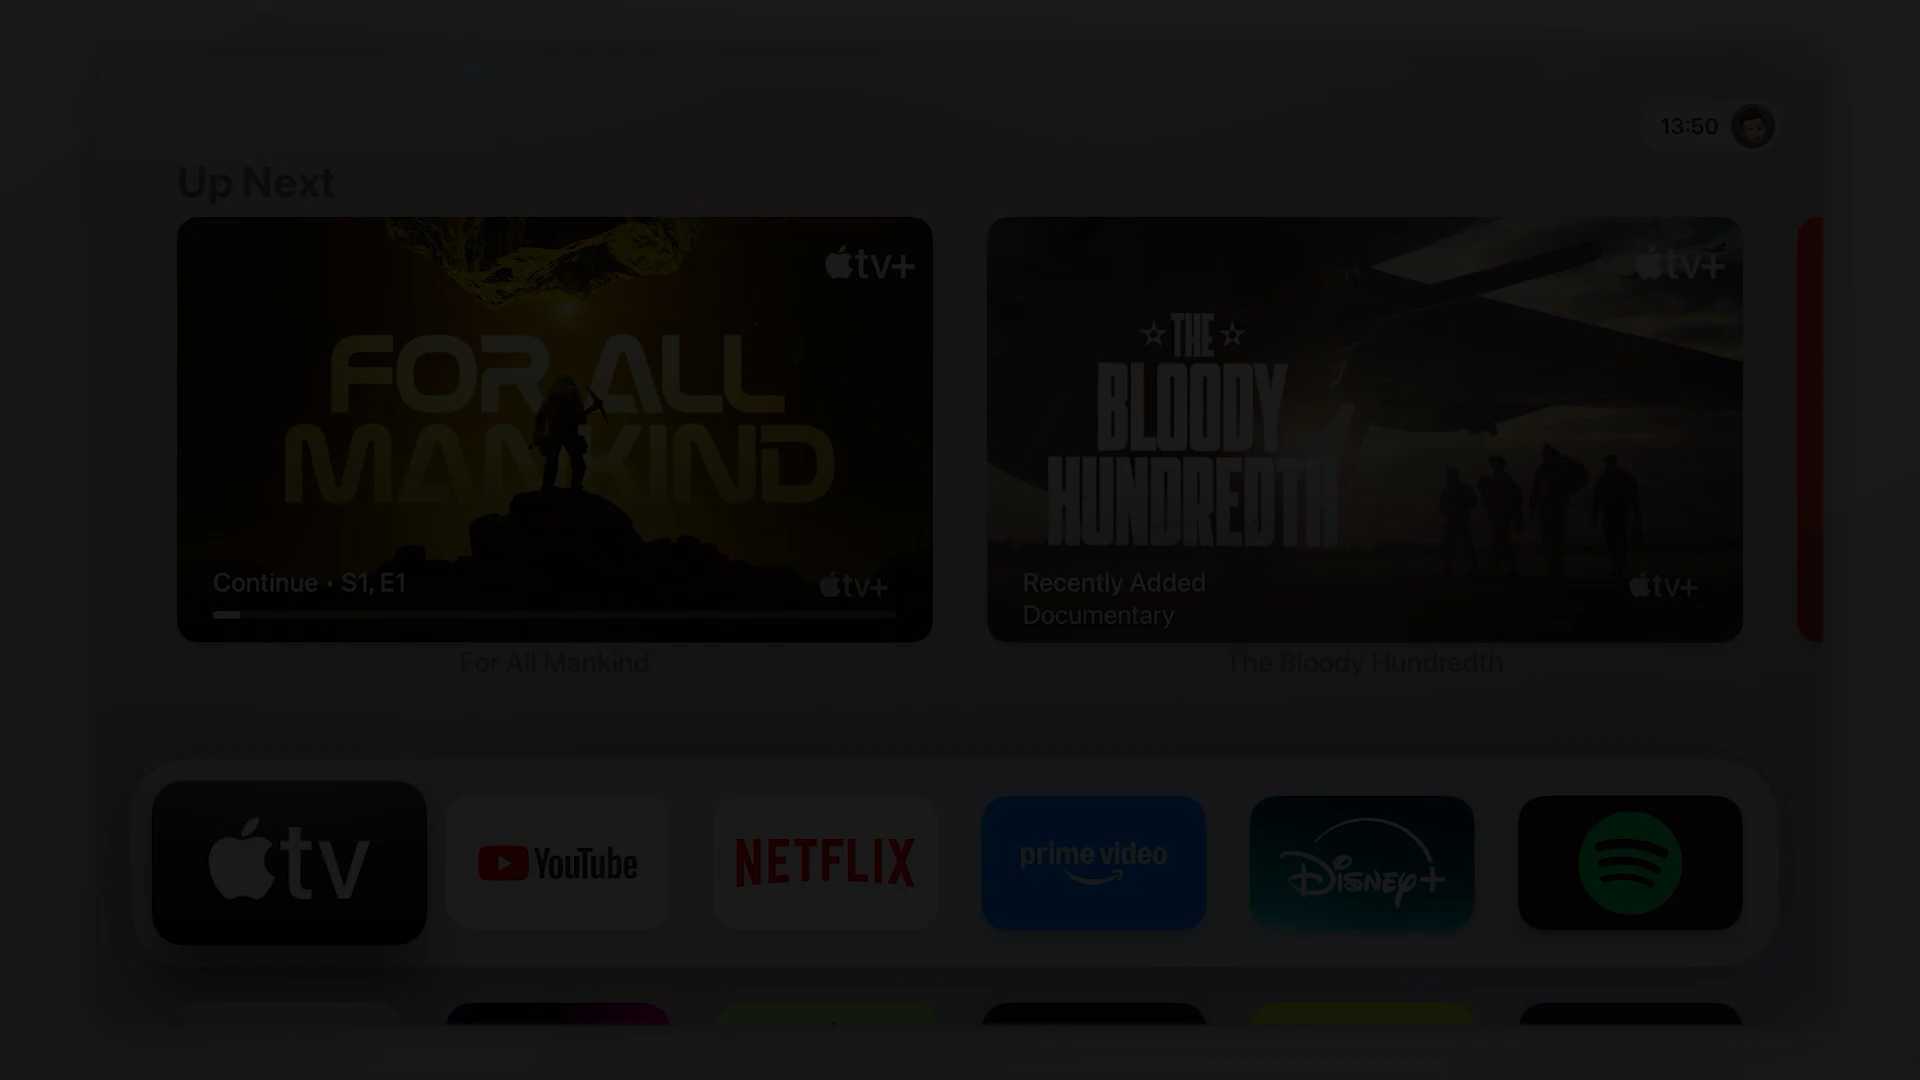 13:50
Up Next
tv+
FOR ALL
MANKIND
Continue • S1, E1
tv+
For All Mankind
tv+
THE
BLOODY
HUNDREDTH
Recently Added
Documentary
tv+
The Bloody Hundredth
tv
YouTube
NETFLIX
prime video
Disney+